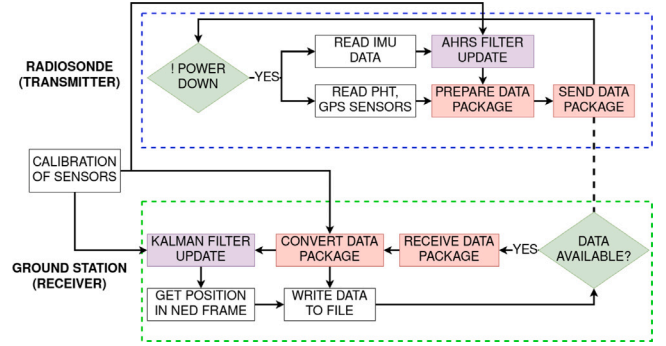 RADIOSONDE
(TRANSMITTER)
! POWER
DOWN
YES
READ IMU
DATA
AHRS FILTER
UPDATE
READ PHT,
GPS SENSORS
PREPARE DATA
PACKAGE
SEND DATA
PACKAGE
CALIBRATION
OF SENSORS
GROUND STATION
(RECEIVER)
KALMAN FILTER
UPDATE
CONVERT DATA
PACKAGE
RECEIVE DATA
PACKAGE
YES
DATA
AVAILABLE?
GET POSITION
IN NED FRAME
WRITE DATA
TO FILE